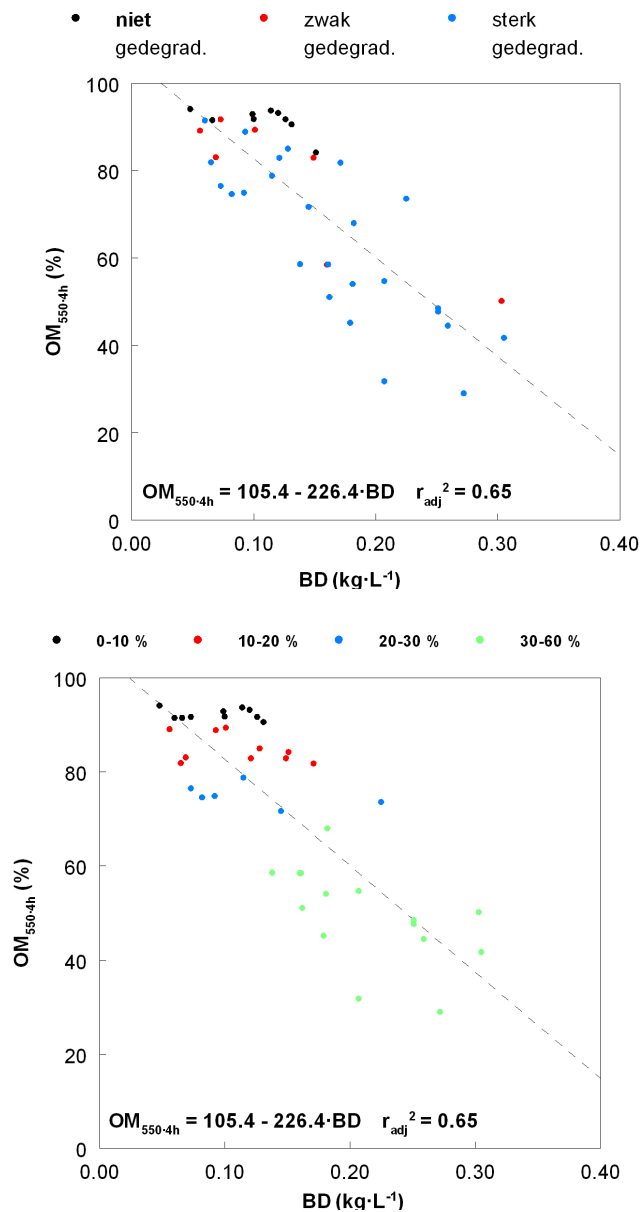 niet zwak sterk
gedegrad. gedegrad. gedegrad.
100
80
60
40
20
0
OM550·4h (%)
OM550·4h = 105.4 - 226.4·BD radj² = 0.65
0.00 0.10 0.20 0.30 0.40
BD (kg·L⁻¹)
0-10 % 10-20 % 20-30 % 30-60 %
100
80
60
40
20
0
OM550·4h (%)
OM550·4h = 105.4 - 226.4·BD radj² = 0.65
0.00 0.10 0.20 0.30 0.40
BD (kg·L⁻¹)